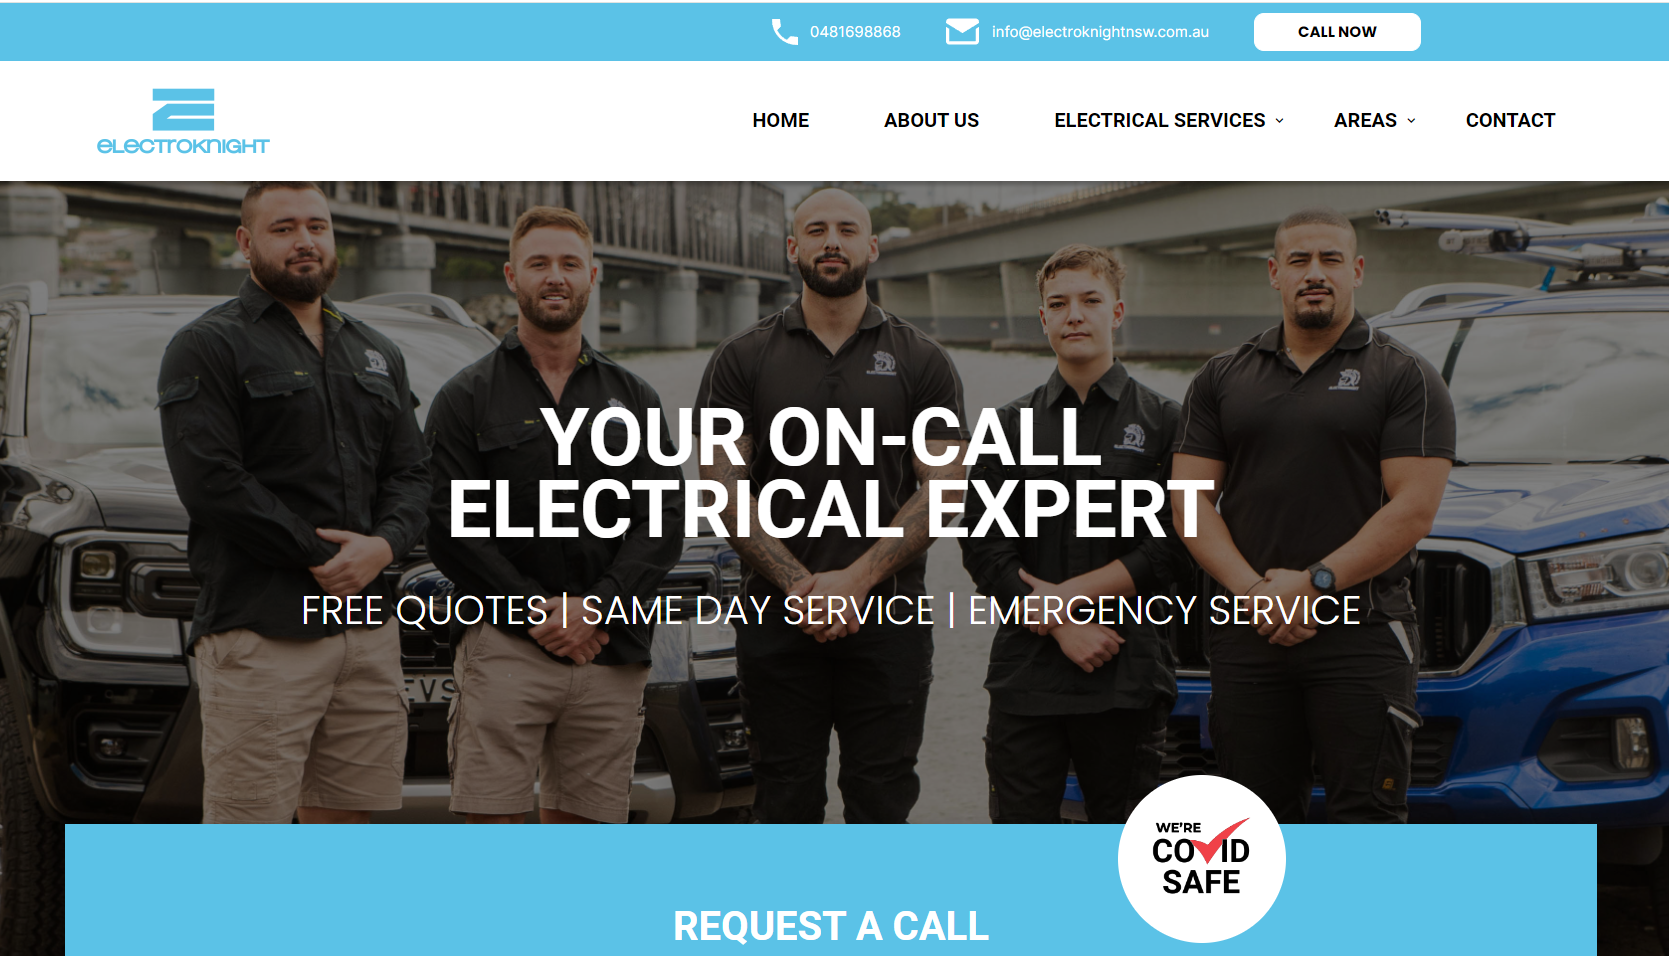 0481698868
info@electroknightnsw.com.au
CALL NOW
ELECTROKNIGHT
HOME
ABOUT US
ELECTRICAL SERVICES
AREAS
CONTACT
YOUR ON-CALL
ELECTRICAL EXPERT
FREE QUOTES | SAME DAY SERVICE | EMERGENCY SERVICE
EVS
WE'RE
COVID
SAFE
REQUEST A CALL